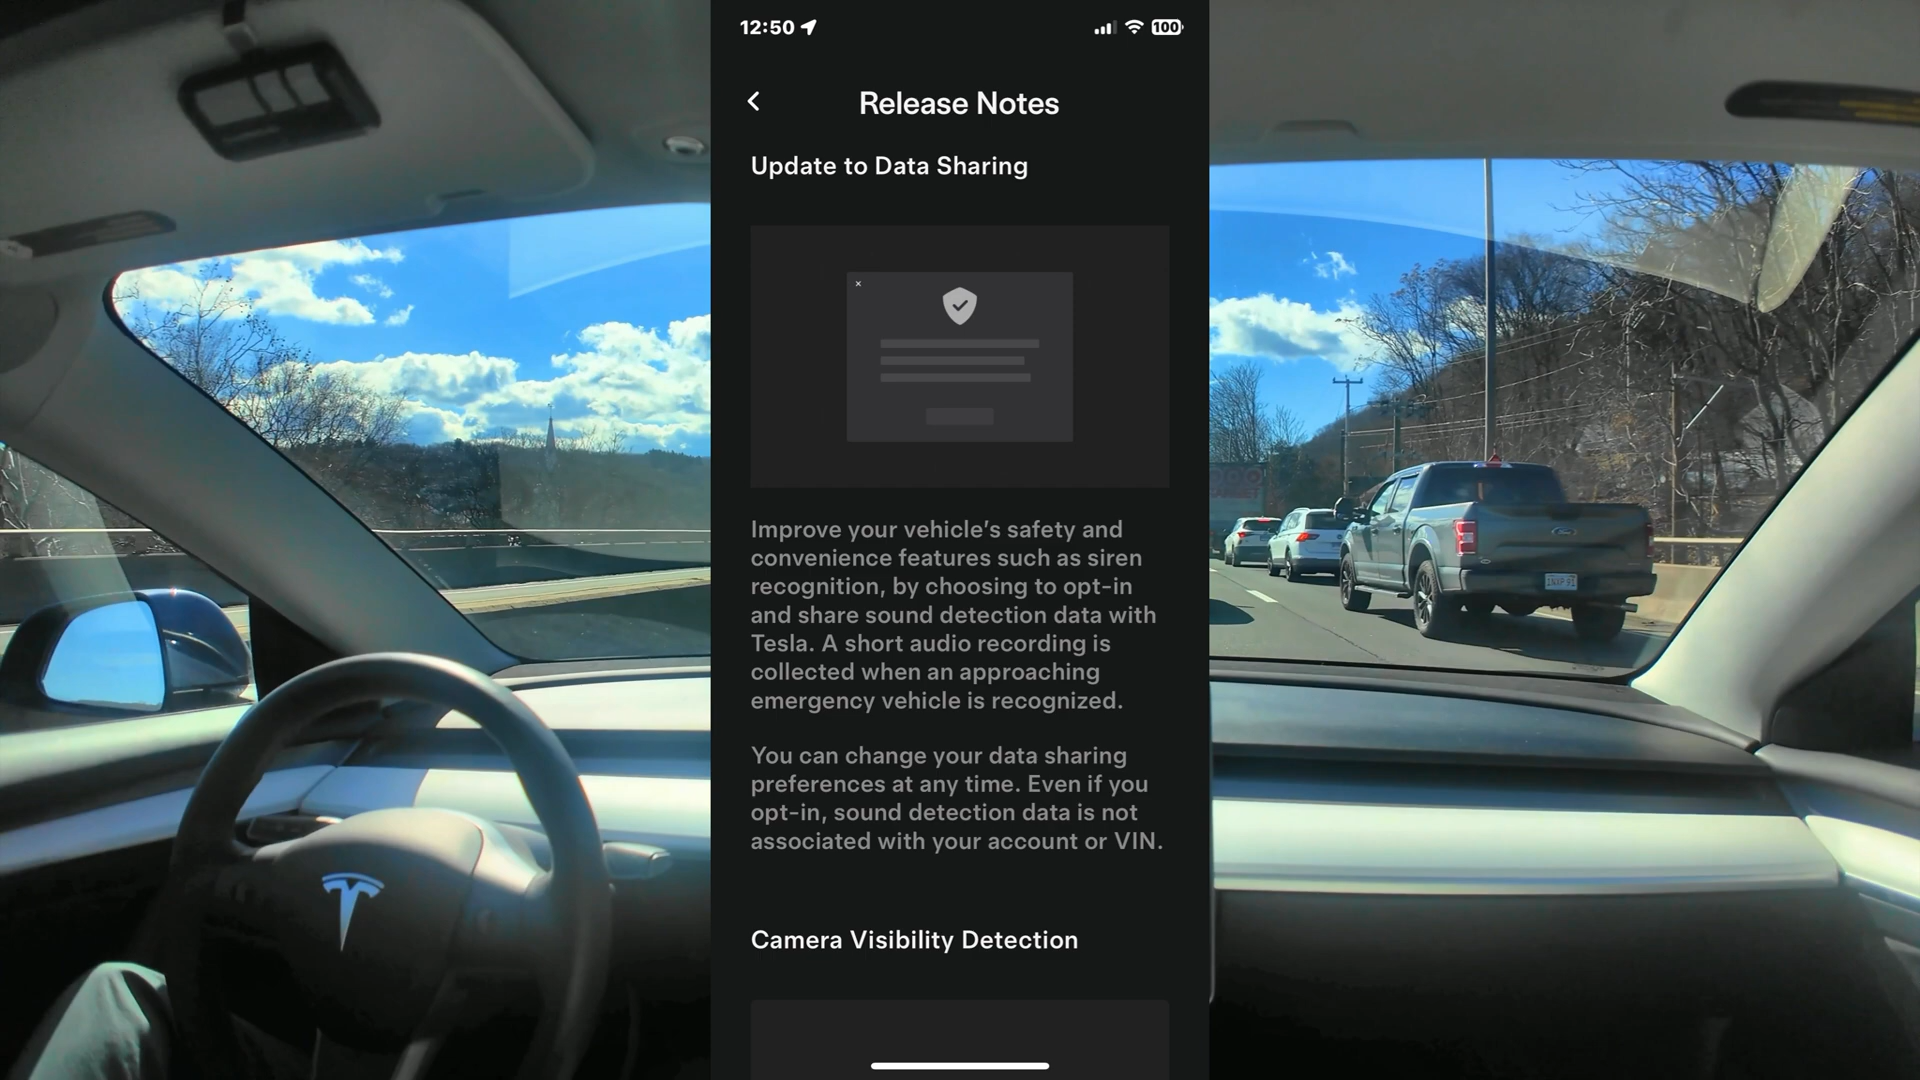 12:50
100
Release Notes
Update to Data Sharing
Improve your vehicle’s safety and
convenience features such as siren
recognition, by choosing to opt-in
and share sound detection data with
Tesla. A short audio recording is
collected when an approaching
emergency vehicle is recognized.
You can change your data sharing
preferences at any time. Even if you
opt-in, sound detection data is not
associated with your account or VIN.
Camera Visibility Detection
Ford